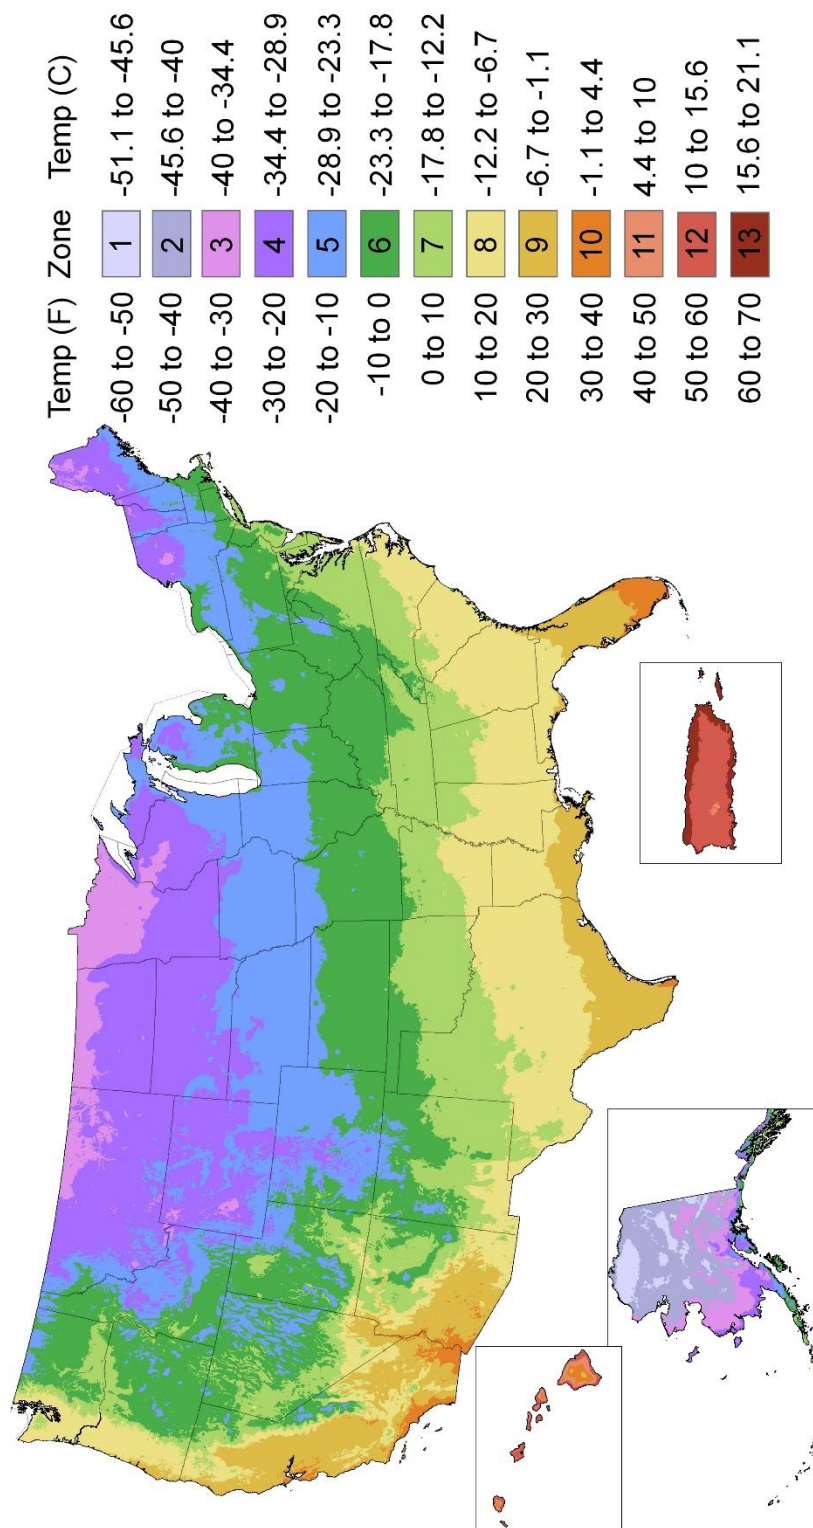 Temp (F) Zone Temp (C)
-60 to -50 1 -51.1 to -45.6
-50 to -40 2 -45.6 to -40
-40 to -30 3 -40 to -34.4
-30 to -20 4 -34.4 to -28.9
-20 to -10 5 -28.9 to -23.3
-10 to 0 6 -23.3 to -17.8
0 to 10 7 -17.8 to -12.2
10 to 20 8 -12.2 to -6.7
20 to 30 9 -6.7 to -1.1
30 to 40 10 -1.1 to 4.4
40 to 50 11 4.4 to 10
50 to 60 12 10 to 15.6
60 to 70 13 15.6 to 21.1